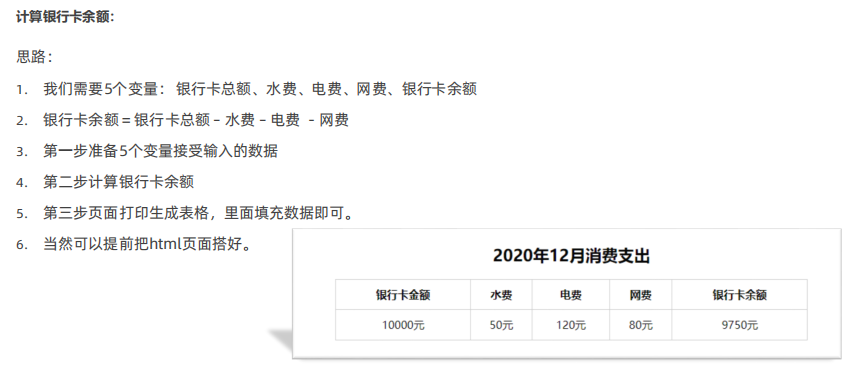 计算银行卡余额：
思路：
1. 我们需要5个变量： 银行卡总额、水费、电费、网费、银行卡余额
2. 银行卡余额 = 银行卡总额 – 水费 – 电费 - 网费
3. 第一步准备5个变量接受输入的数据
4. 第二步计算银行卡余额
5. 第三步页面打印生成表格，里面填充数据即可。
6. 当然可以提前把html页面搭好。
2020年12月消费支出
银行卡金额 水费 电费 网费 银行卡余额
10000元 50元 120元 80元 9750元